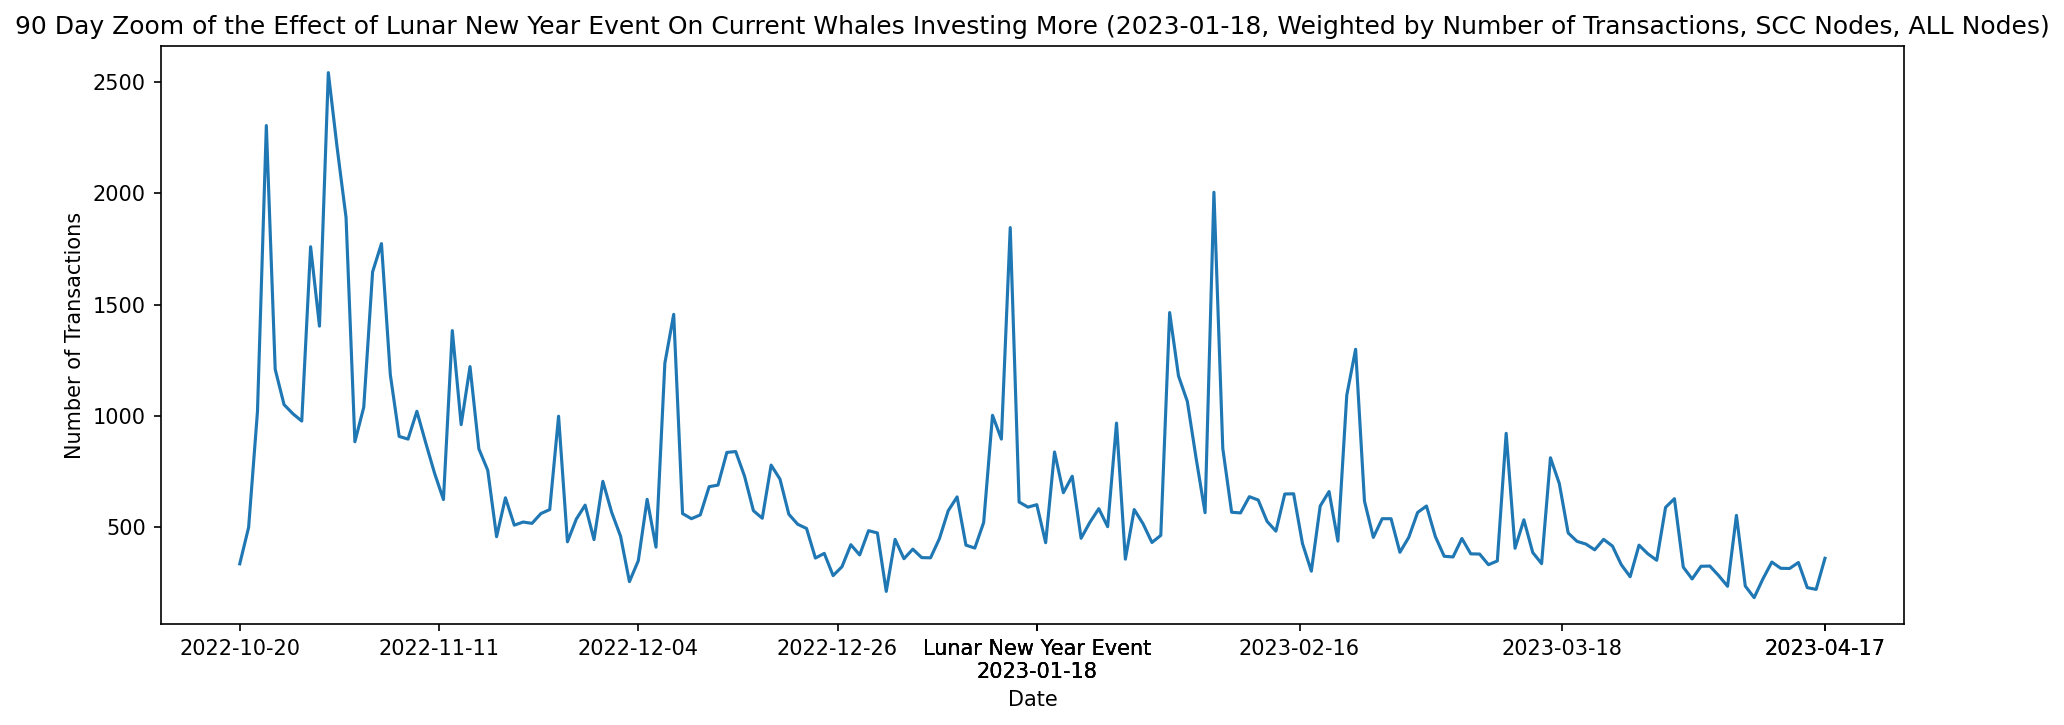 90 Day Zoom of the Effect of Lunar New Year Event On Current Whales Investing More (2023-01-18, Weighted by Number of Transactions, SCC Nodes, ALL Nodes)
Number of Transactions
2500
2000
1500
1000
500
2022-10-20 2022-11-11 2022-12-04 2022-12-26 Lunar New Year Event 2023-02-16 2023-03-18 2023-04-17
2023-01-18
Date